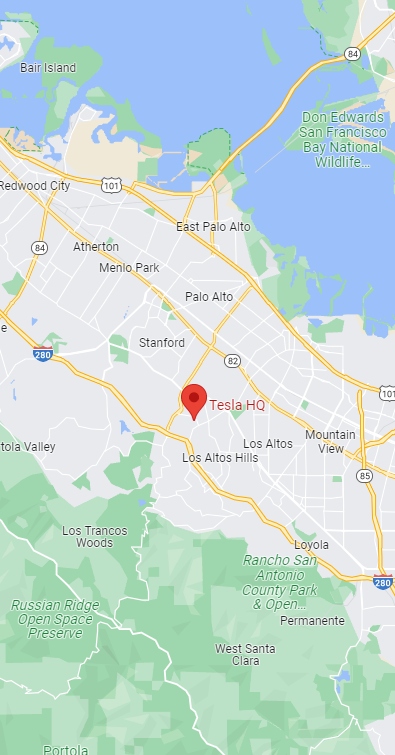 84
Bair Island
Don Edwards
San Francisco
Bay National
Wildlife...
Redwood City
101
East Palo Alto
84
Atherton
Menlo Park
Palo Alto
e
Stanford
280
82
101
Tesla HQ
tola Valley
Los Altos
Mountain
View
Los Altos Hills
85
Los Trancos
Woods
Loyola
Rancho San
Antonio
County Park
& Open...
280
Russian Ridge
Open Space
Preserve
Permanente
West Santa
Clara
Portola